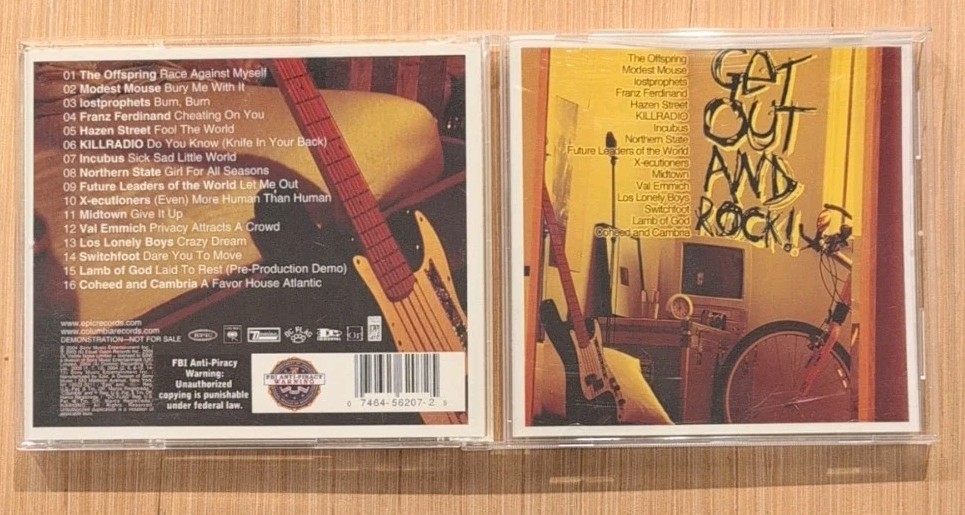 01 The Offspring Race Against Myself
02 Modest Mouse Bury Me With It
03 lostprophets Burn, Burn
04 Franz Ferdinand Cheating On You
05 Hazen Street Fool The World
06 KILLRADIO Do You Know (Knife In Your Back)
07 Incubus Sick Sad Little World
08 Northern State Girl For All Seasons
09 Future Leaders of the World Let Me Out
10 X-ecutioners (Even) More Human Than Human
11 Midtown Give It Up
12 Val Emmich Privacy Attracts A Crowd
13 Los Lonely Boys Crazy Dream
14 Switchfoot Dare You To Move
15 Lamb of God Laid To Rest (Pre-Production Demo)
16 Coheed and Cambria A Favor House Atlantic
www.epicrecords.com
www.columbiarecords.com
DEMONSTRATION—NOT FOR SALE
EPIC
FBI Anti-Piracy
Warning:
Unauthorized
copying is punishable
under federal law.
FBI ANTI-PIRACY
WARNING
0 7464-56207-2
The Offspring
Modest Mouse
lostprophets
Franz Ferdinand
Hazen Street
KILLRADIO
Incubus
Northern State
Future Leaders of the World
X-ecutioners
Midtown
Val Emmich
Los Lonely Boys
Switchfoot
Lamb of God
Coheed and Cambria
GET
OUT
AND
ROCK!